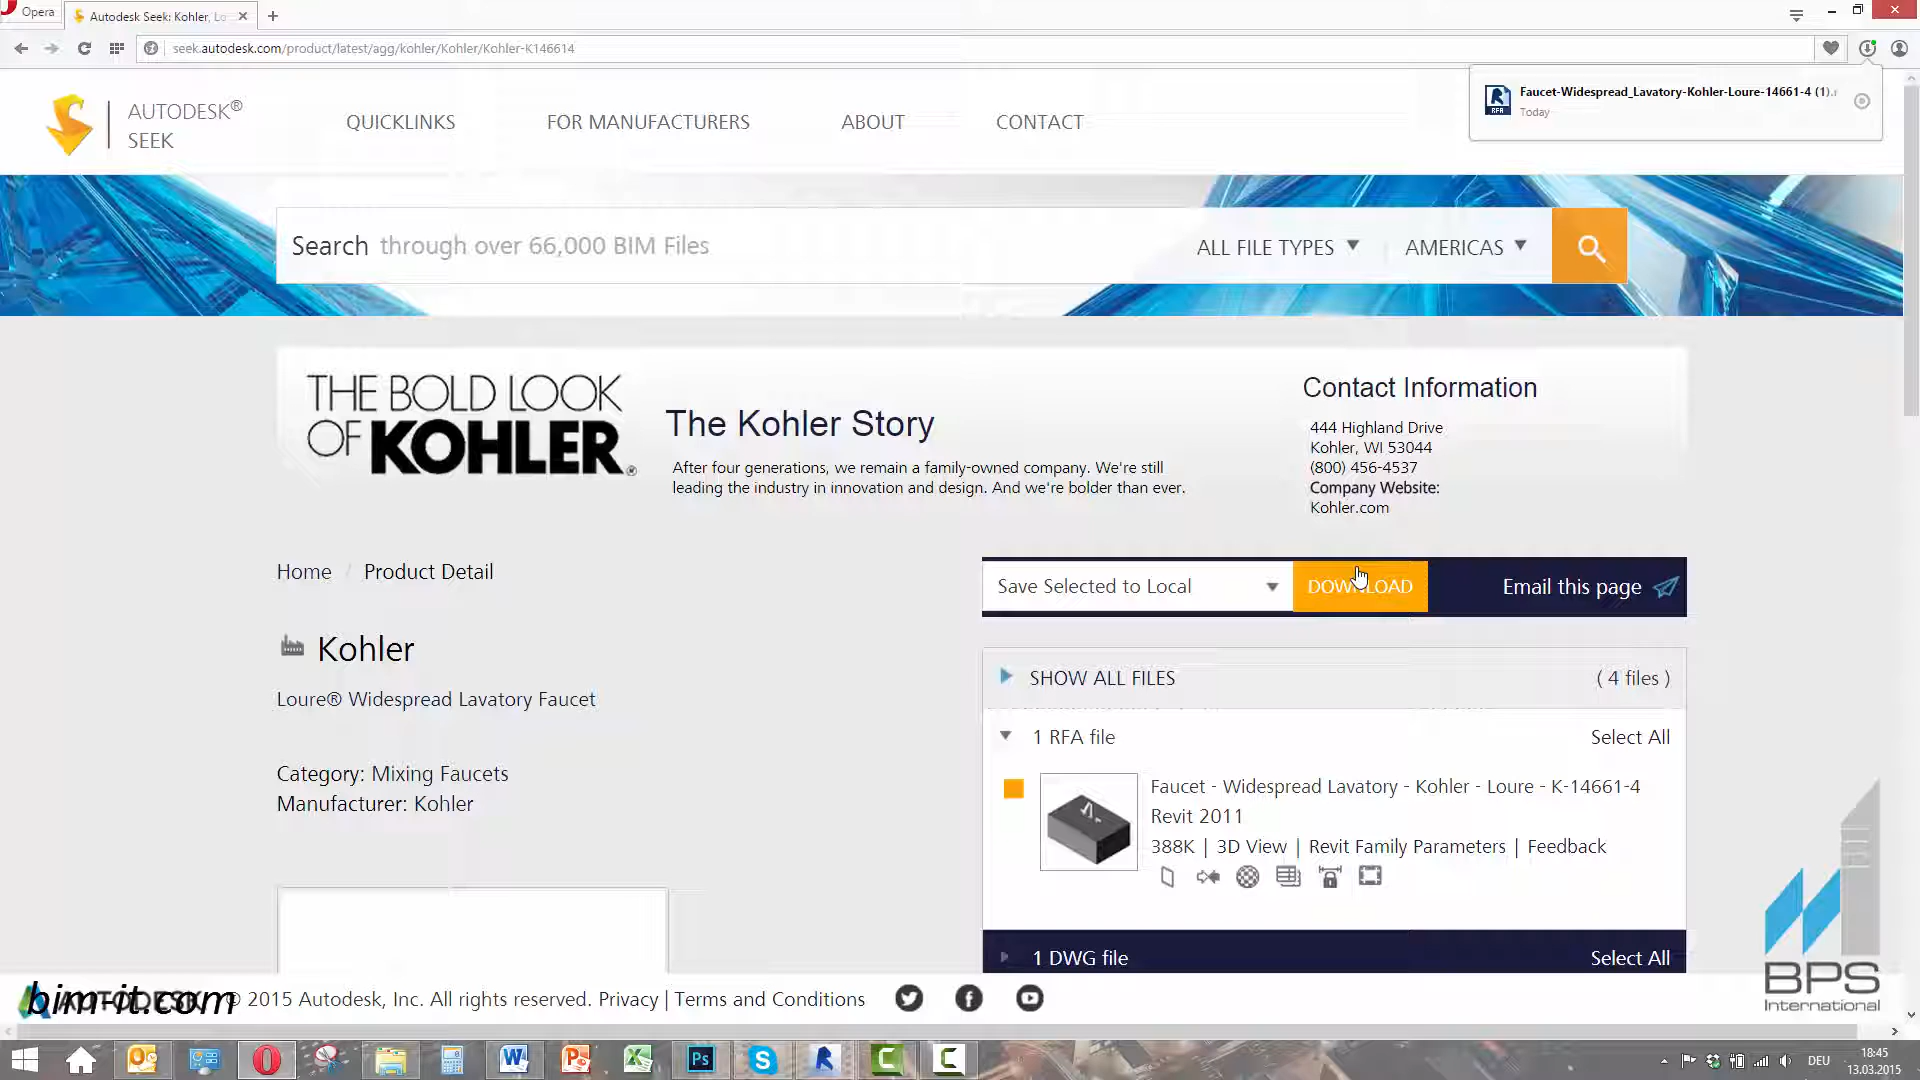 Opera
Autodesk Seek: Kohler, Lo
seek.autodesk.com/product/latest/agg/kohler/Kohler/Kohler-K146614
Faucet-Widespread_Lavatory-Kohler-Loure-14661-4 (1).r
Today
RFA
AUTODESK®
SEEK
QUICKLINKS
FOR MANUFACTURERS
ABOUT
CONTACT
Search through over 66,000 BIM Files
ALL FILE TYPES
AMERICAS
THE BOLD LOOK
OF KOHLER®
The Kohler Story
After four generations, we remain a family-owned company. We're still
leading the industry in innovation and design. And we're bolder than ever.
Contact Information
444 Highland Drive
Kohler, WI 53044
(800) 456-4537
Company Website:
Kohler.com
Home / Product Detail
Save Selected to Local
DOWNLOAD
Email this page
Kohler
Loure® Widespread Lavatory Faucet
Category: Mixing Faucets
Manufacturer: Kohler
SHOW ALL FILES
( 4 files )
1 RFA file
Select All
Faucet - Widespread Lavatory - Kohler - Loure - K-14661-4
Revit 2011
388K | 3D View | Revit Family Parameters | Feedback
1 DWG file
Select All
BPS
International
AUTODESK
bim-it.com
© 2015 Autodesk, Inc. All rights reserved. Privacy | Terms and Conditions
DEU
18:45
13.03.2015